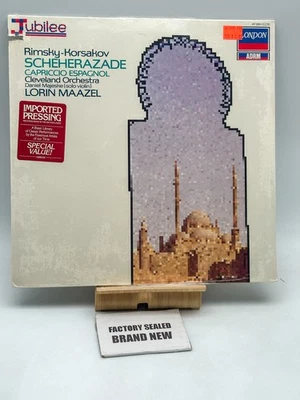 Jubilee
LONDON
ADRM
Rimsky-Korsakov
SCHEHERAZADE
CAPRICCIO ESPAGNOL
Cleveland Orchestra
Daniel Majeske (solo violin)
LORIN MAAZEL
IMPORTED
PRESSING
SPECIAL
VALUE!
FACTORY SEALED
BRAND NEW